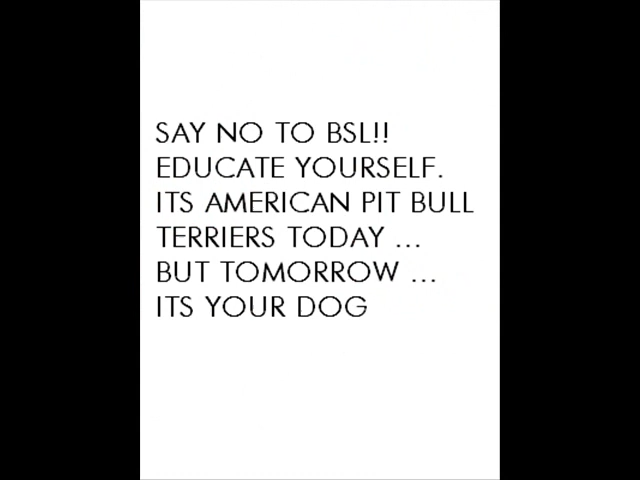 SAY NO TO BSL!!
EDUCATE YOURSELF.
ITS AMERICAN PIT BULL
TERRIERS TODAY ...
BUT TOMORROW ...
ITS YOUR DOG